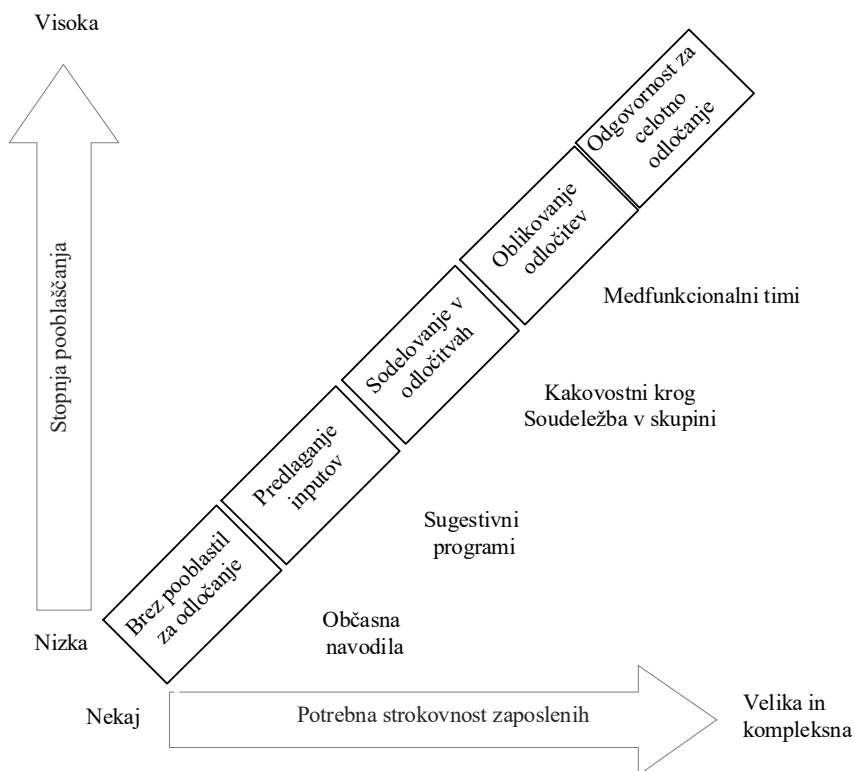 Visoka
Odgovornost za
celotno
odločanje
Oblikovanje
odločitev
Medfunkcionalni timi
Sodelovanje v
odločitvah
Stopnja pooblaščanja
Kakovostni krog
Soudeležba v skupini
Predlaganje
inputov
Sugestivni
programi
Brez pooblastil
za odločanje
Občasna
navodila
Nizka
Nekaj
Potrebna strokovnost zaposlenih
Velika in
kompleksna